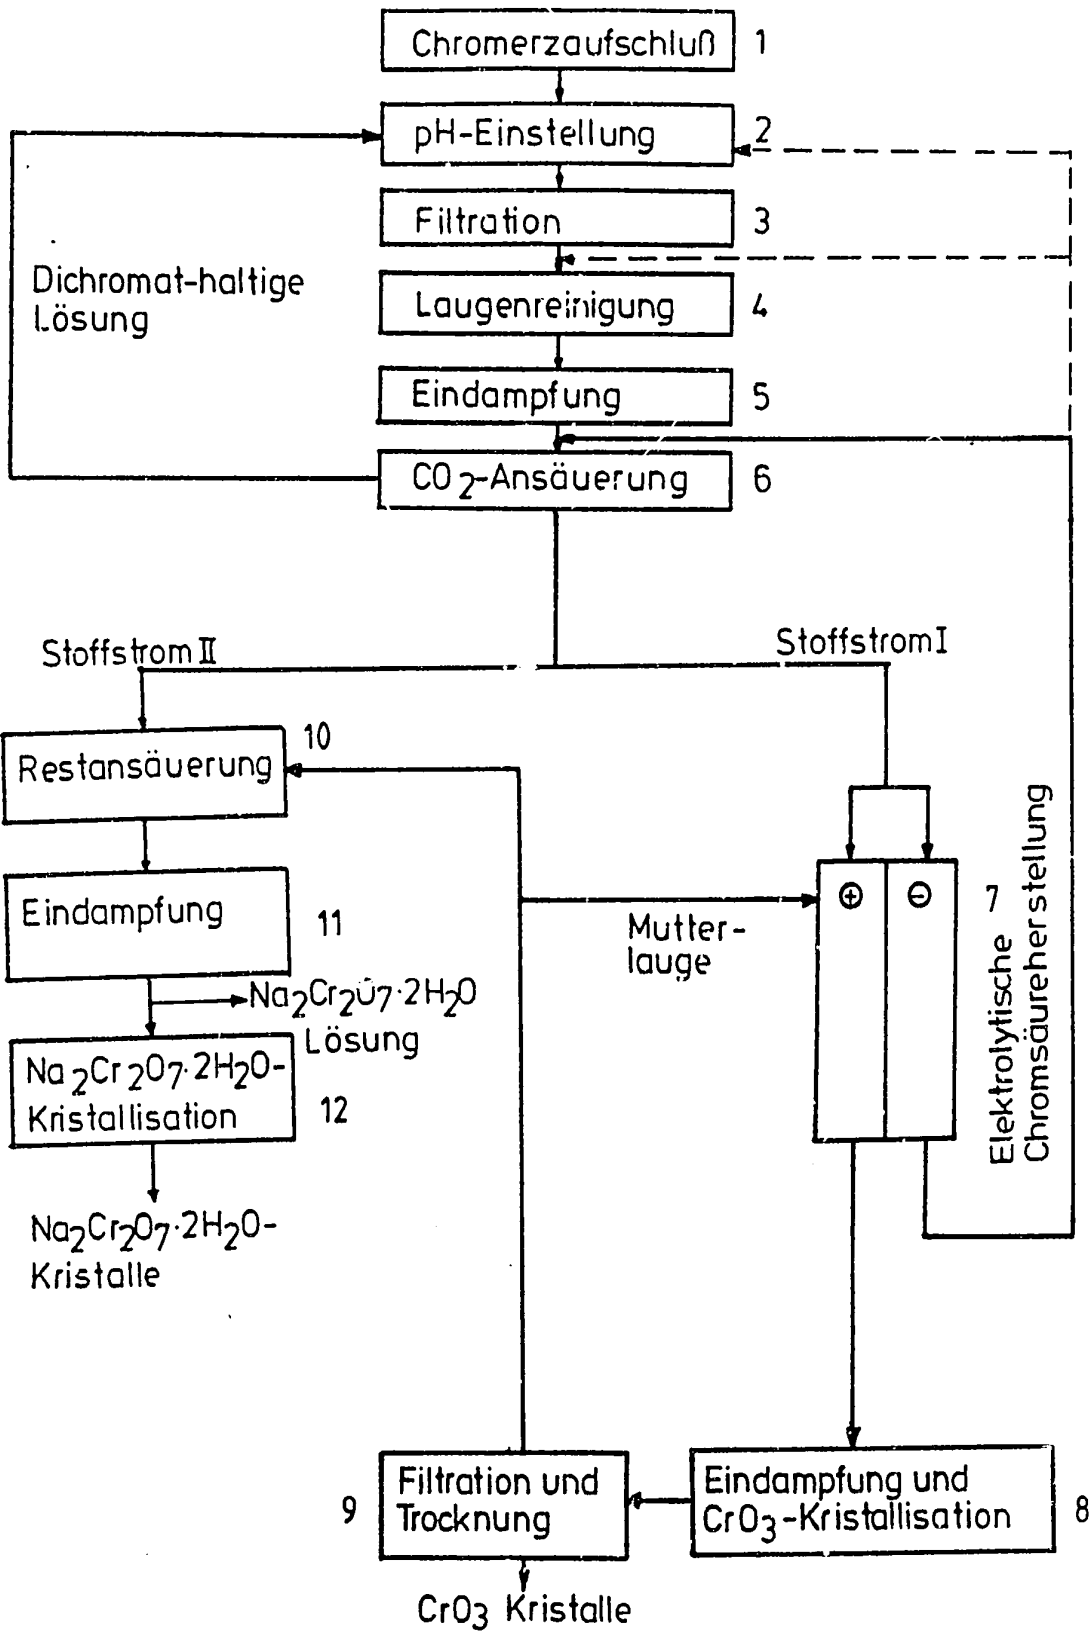 Chromerzaufschluß 1
pH-Einstellung 2
Filtration 3
Dichromat-haltige
Lösung
Laugenreinigung 4
Eindampfung 5
CO2-Ansäuerung 6
Stoffstrom II
Stoffstrom I
Restansäuerung 10
Eindampfung 11
Na2Cr2O7·2H2O
Lösung
Na2Cr2O7·2H2O-
Kristallisation 12
Na2Cr2O7·2H2O-
Kristalle
Mutter-
lauge
⊕ ⊖ 7
Elektrolytische
Chromsäureherstellung
Eindampfung und
CrO3-Kristallisation 8
9 Filtration und
Trocknung
CrO3 Kristalle